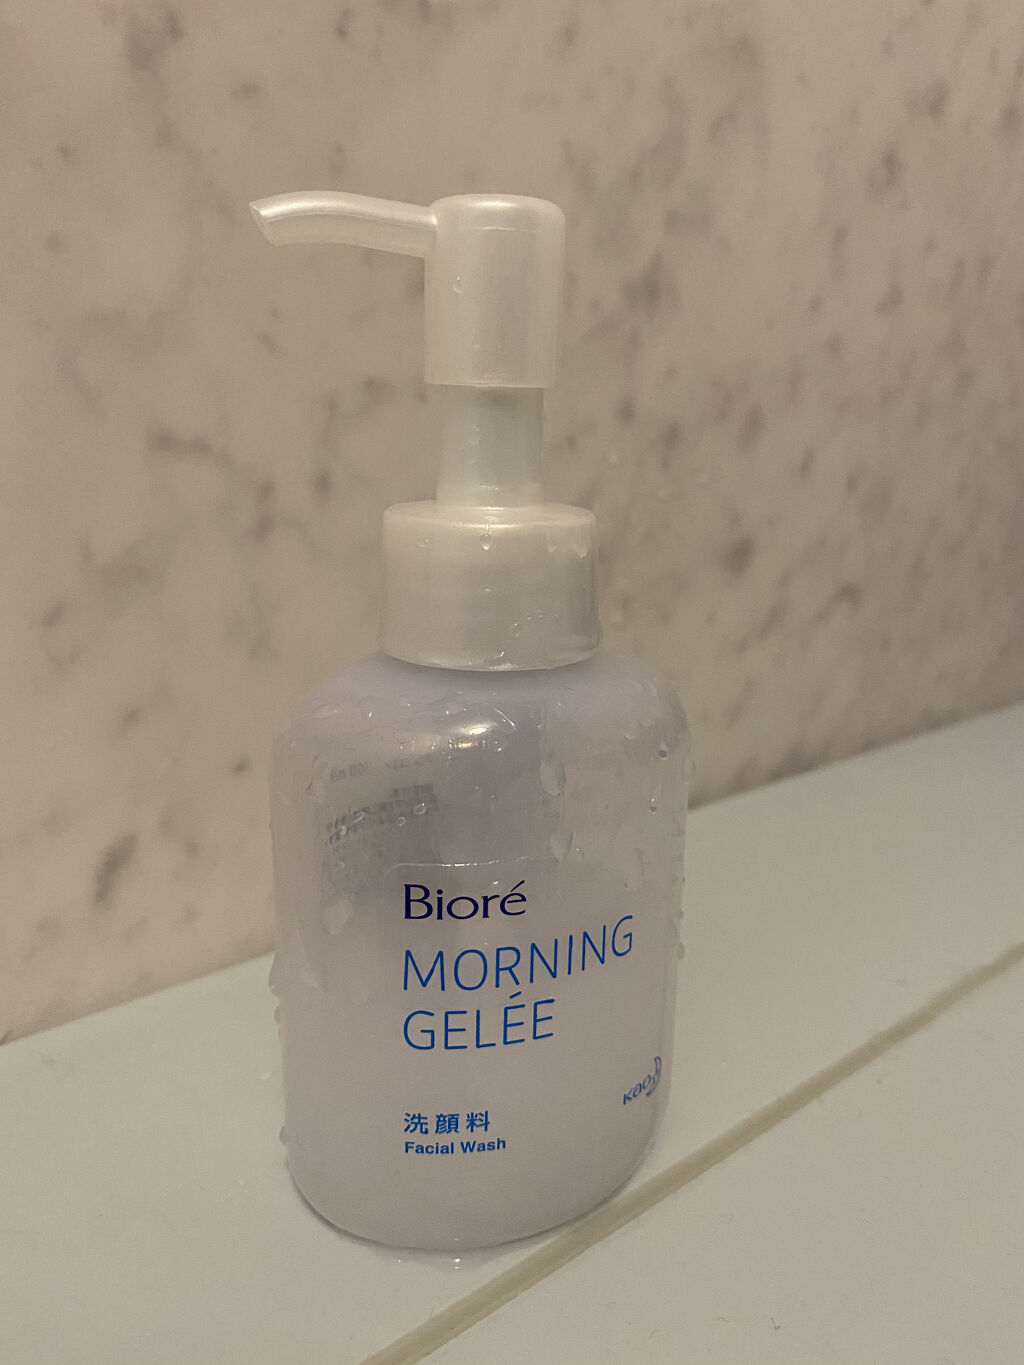 Bioré
MORNING
GELÉE
Kao
洗顔料
Facial Wash